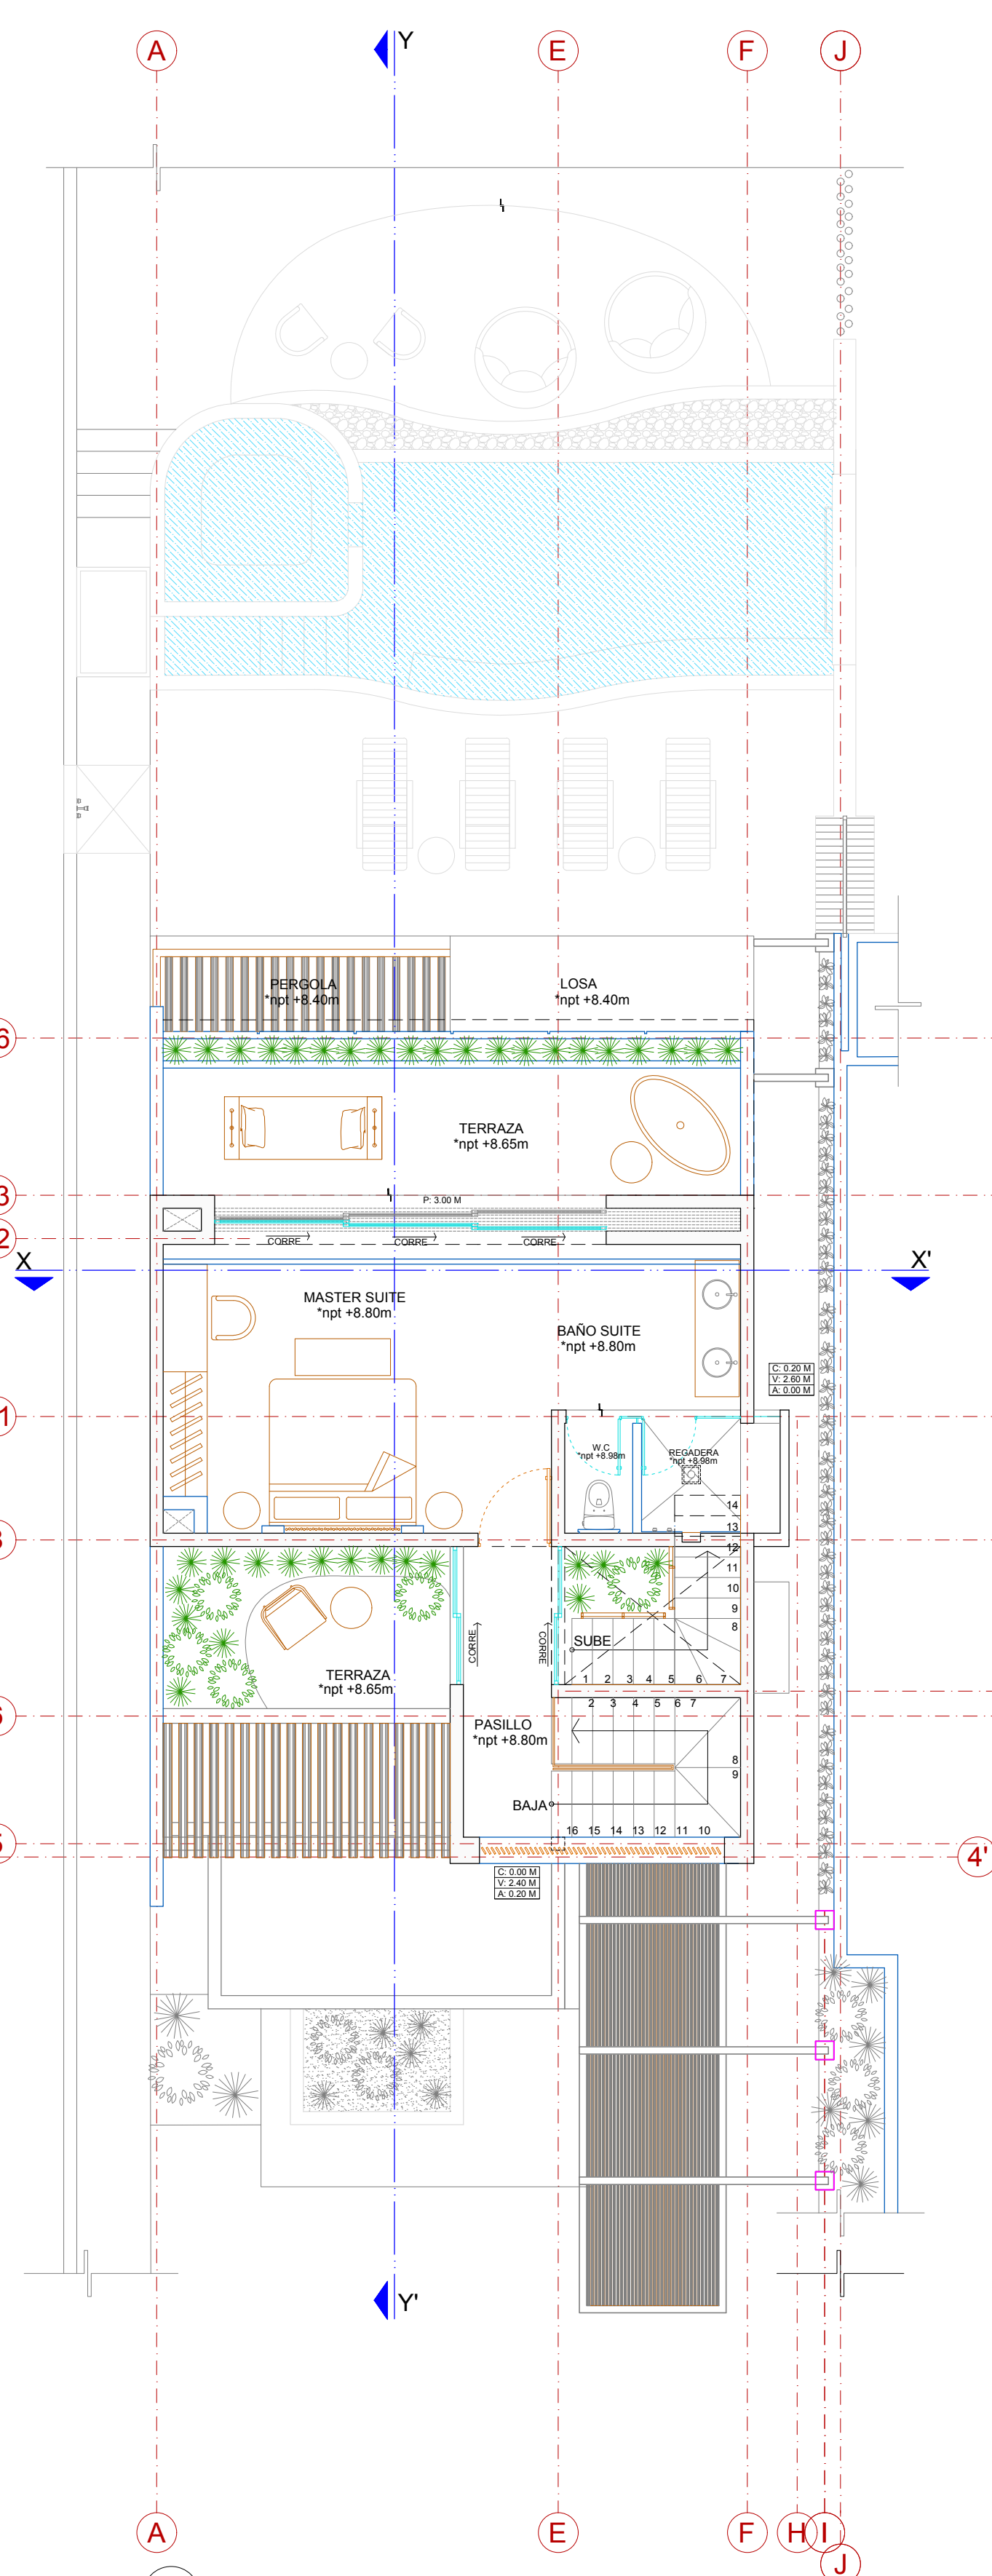 A
Y
E
F
J
PERGOLA
*npt +8.40m
LOSA
*npt +8.40m
6
TERRAZA
*npt +8.65m
3
P: 3.00 M
2
CORRE
CORRE
CORRE
X
X'
MASTER SUITE
*npt +8.80m
BAÑO SUITE
*npt +8.80m
C: 0.20 M
V: 2.60 M
A: 0.00 M
1
W.C
*npt +8.98m
REGADERA
*npt +8.98m
14
13
12
11
10
9
8
CORRE
CORRE
SUBE
1 2 3 4 5 6 7
TERRAZA
*npt +8.65m
2 3 4 5 6 7
PASILLO
*npt +8.80m
8
9
BAJA
16 15 14 13 12 11 10
4'
C: 0.00 M
V: 2.40 M
A: 0.20 M
Y'
A
E
F
H
I
J